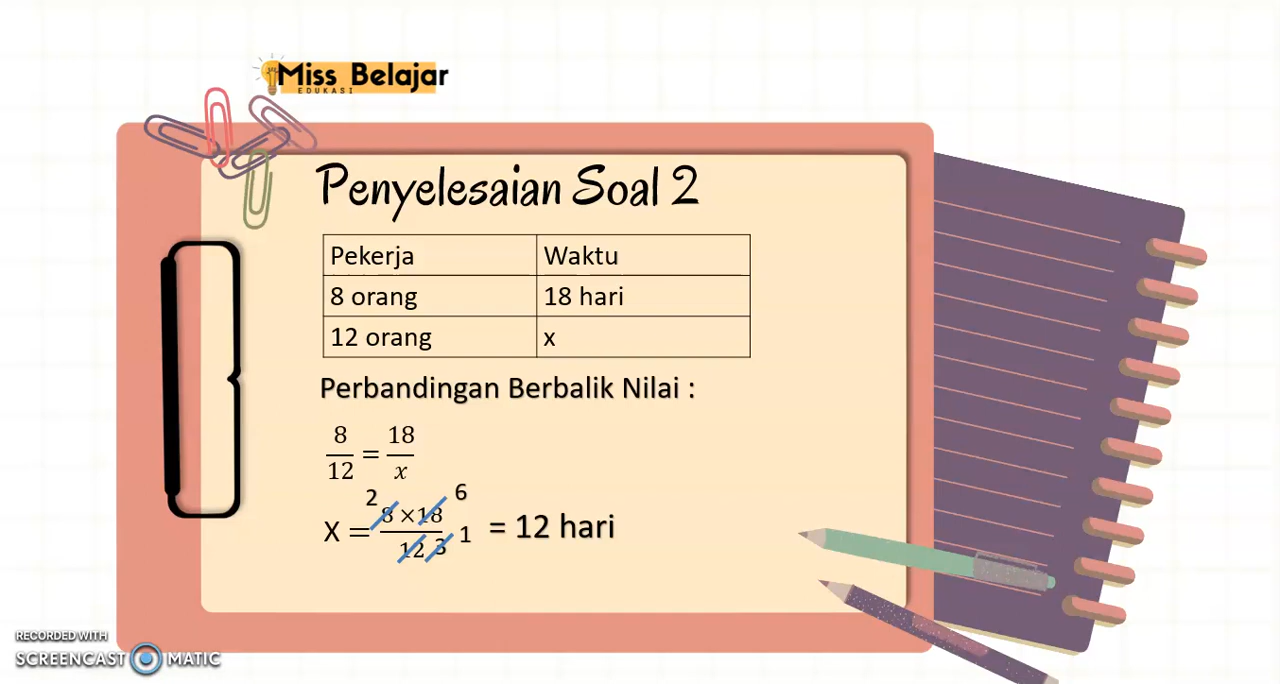 Miss Belajar
EDUKASI
Penyelesaian Soal 2
Pekerja Waktu
8 orang 18 hari
12 orang x
Perbandingan Berbalik Nilai :
8/12 = 18/x
2 6
X = 8 × 18 / 12 3 1 = 12 hari
RECORDED WITH
SCREENCAST MATIC